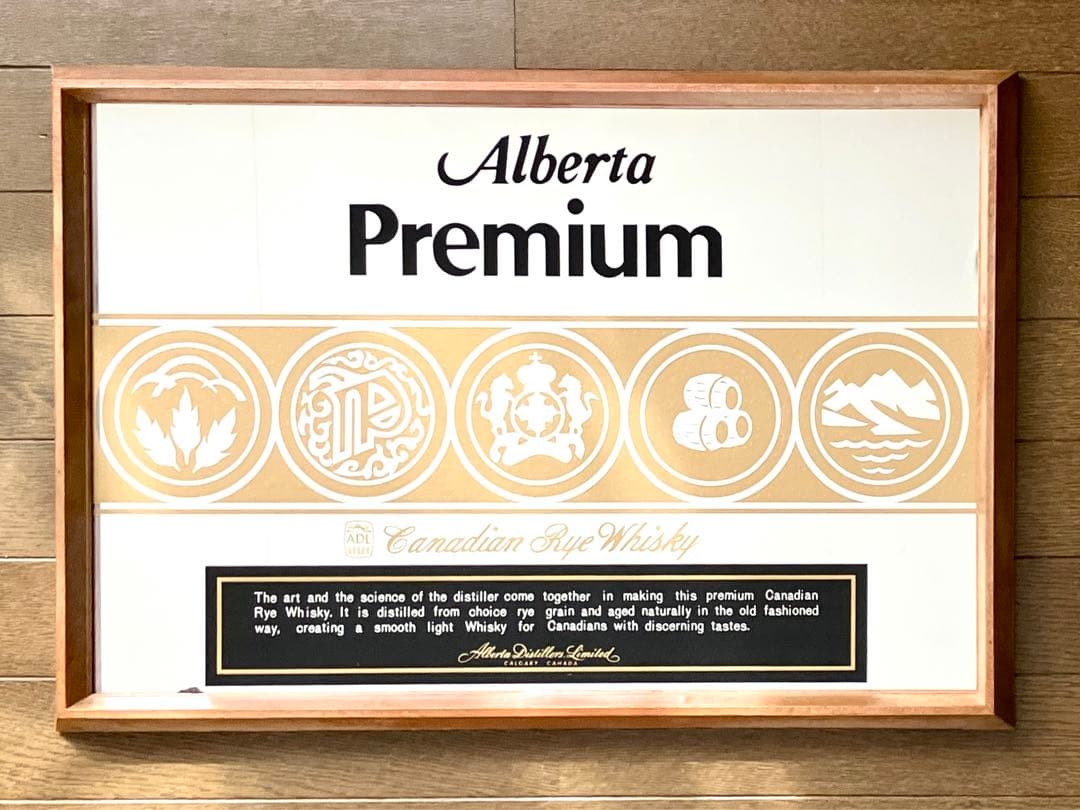 Alberta
Premium
AP
ADL Canadian Rye Whisky
The art and the science of the distiller come together in making this premium Canadian
Rye Whisky. It is distilled from choice rye grain and aged naturally in the old fashioned
way, creating a smooth light Whisky for Canadians with discerning tastes.
Alberta Distillers Limited
CALGARY CANADA